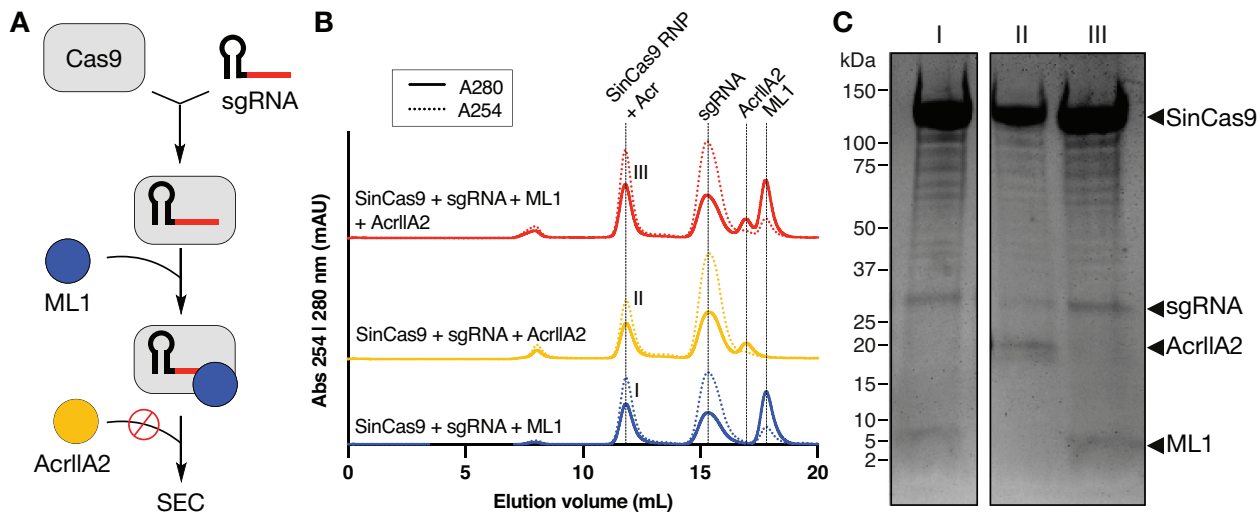 A
Cas9
sgRNA
ML1
AcrIIA2
SEC
B
A280
A254
SinCas9 RNP
+ Acr
sgRNA
AcrIIA2
ML1
III
SinCas9 + sgRNA + ML1
+ AcrIIA2
II
SinCas9 + sgRNA + AcrIIA2
I
SinCas9 + sgRNA + ML1
Abs 254 I 280 nm (mAU)
0 5 10 15 20
Elution volume (mL)
C
I II III
kDa
150
100
75
50
37
25
20
15
10
5
2
SinCas9
sgRNA
AcrIIA2
ML1